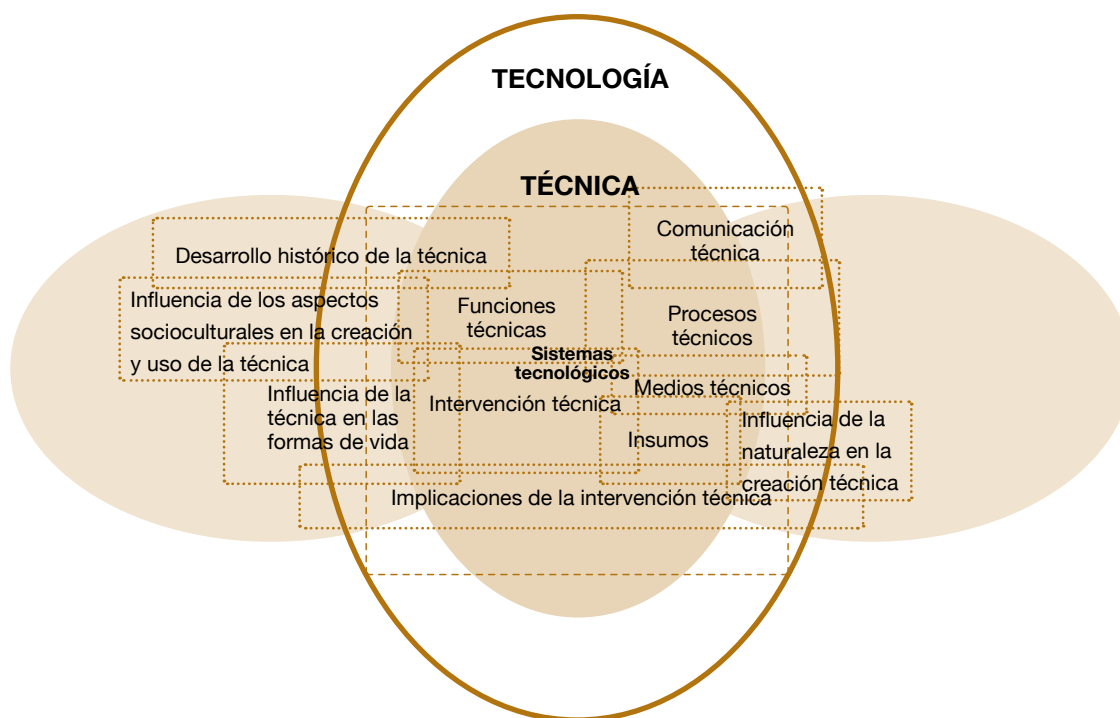 TECNOLOGÍA
TÉCNICA
Comunicación
técnica
Desarrollo histórico de la técnica
Influencia de los aspectos
socioculturales en la creación
y uso de la técnica
Funciones
técnicas
Procesos
técnicos
Sistemas
tecnológicos
Medios técnicos
Influencia de la
técnica en las
formas de vida
Intervención técnica
Insumos
Influencia de la
naturaleza en la
creación técnica
Implicaciones de la intervención técnica